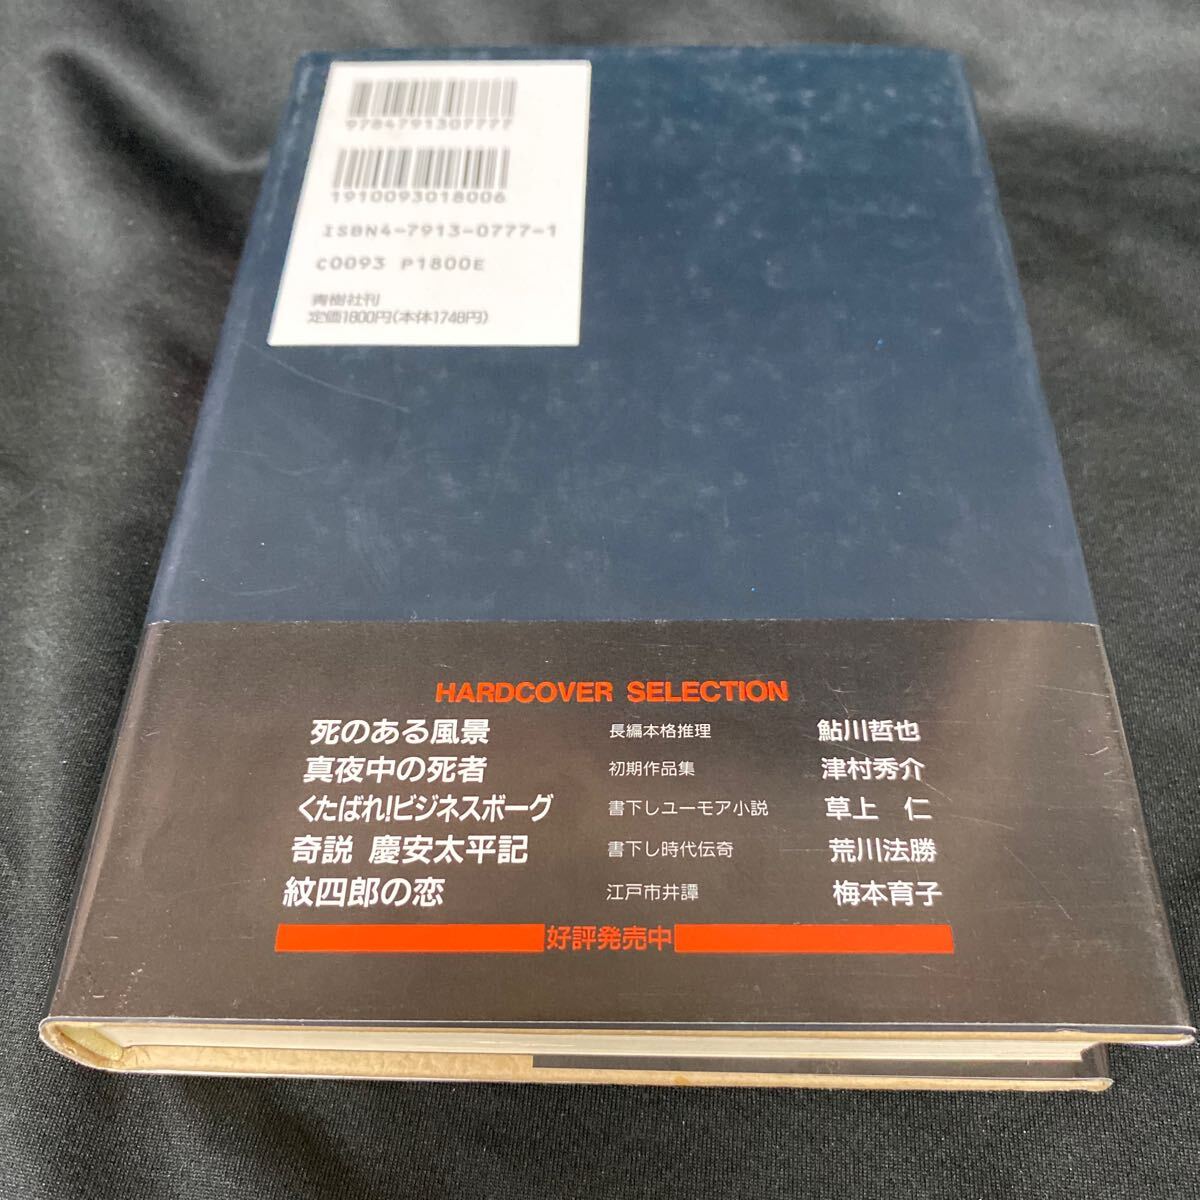 9784791307777
1910093018006
ISBN4-7913-0777-1
C0093 P1800E
青樹社刊
定価1800円(本体1748円)
HARDCOVER SELECTION
死のある風景 長編本格推理 鮎川哲也
真夜中の死者 初期作品集 津村秀介
くたばれ!ビジネスボーグ 書下しユーモア小説 草上 仁
奇説 慶安太平記 書下し時代伝奇 荒川法勝
紋四郎の恋 江戸市井譚 梅本育子
好評発売中